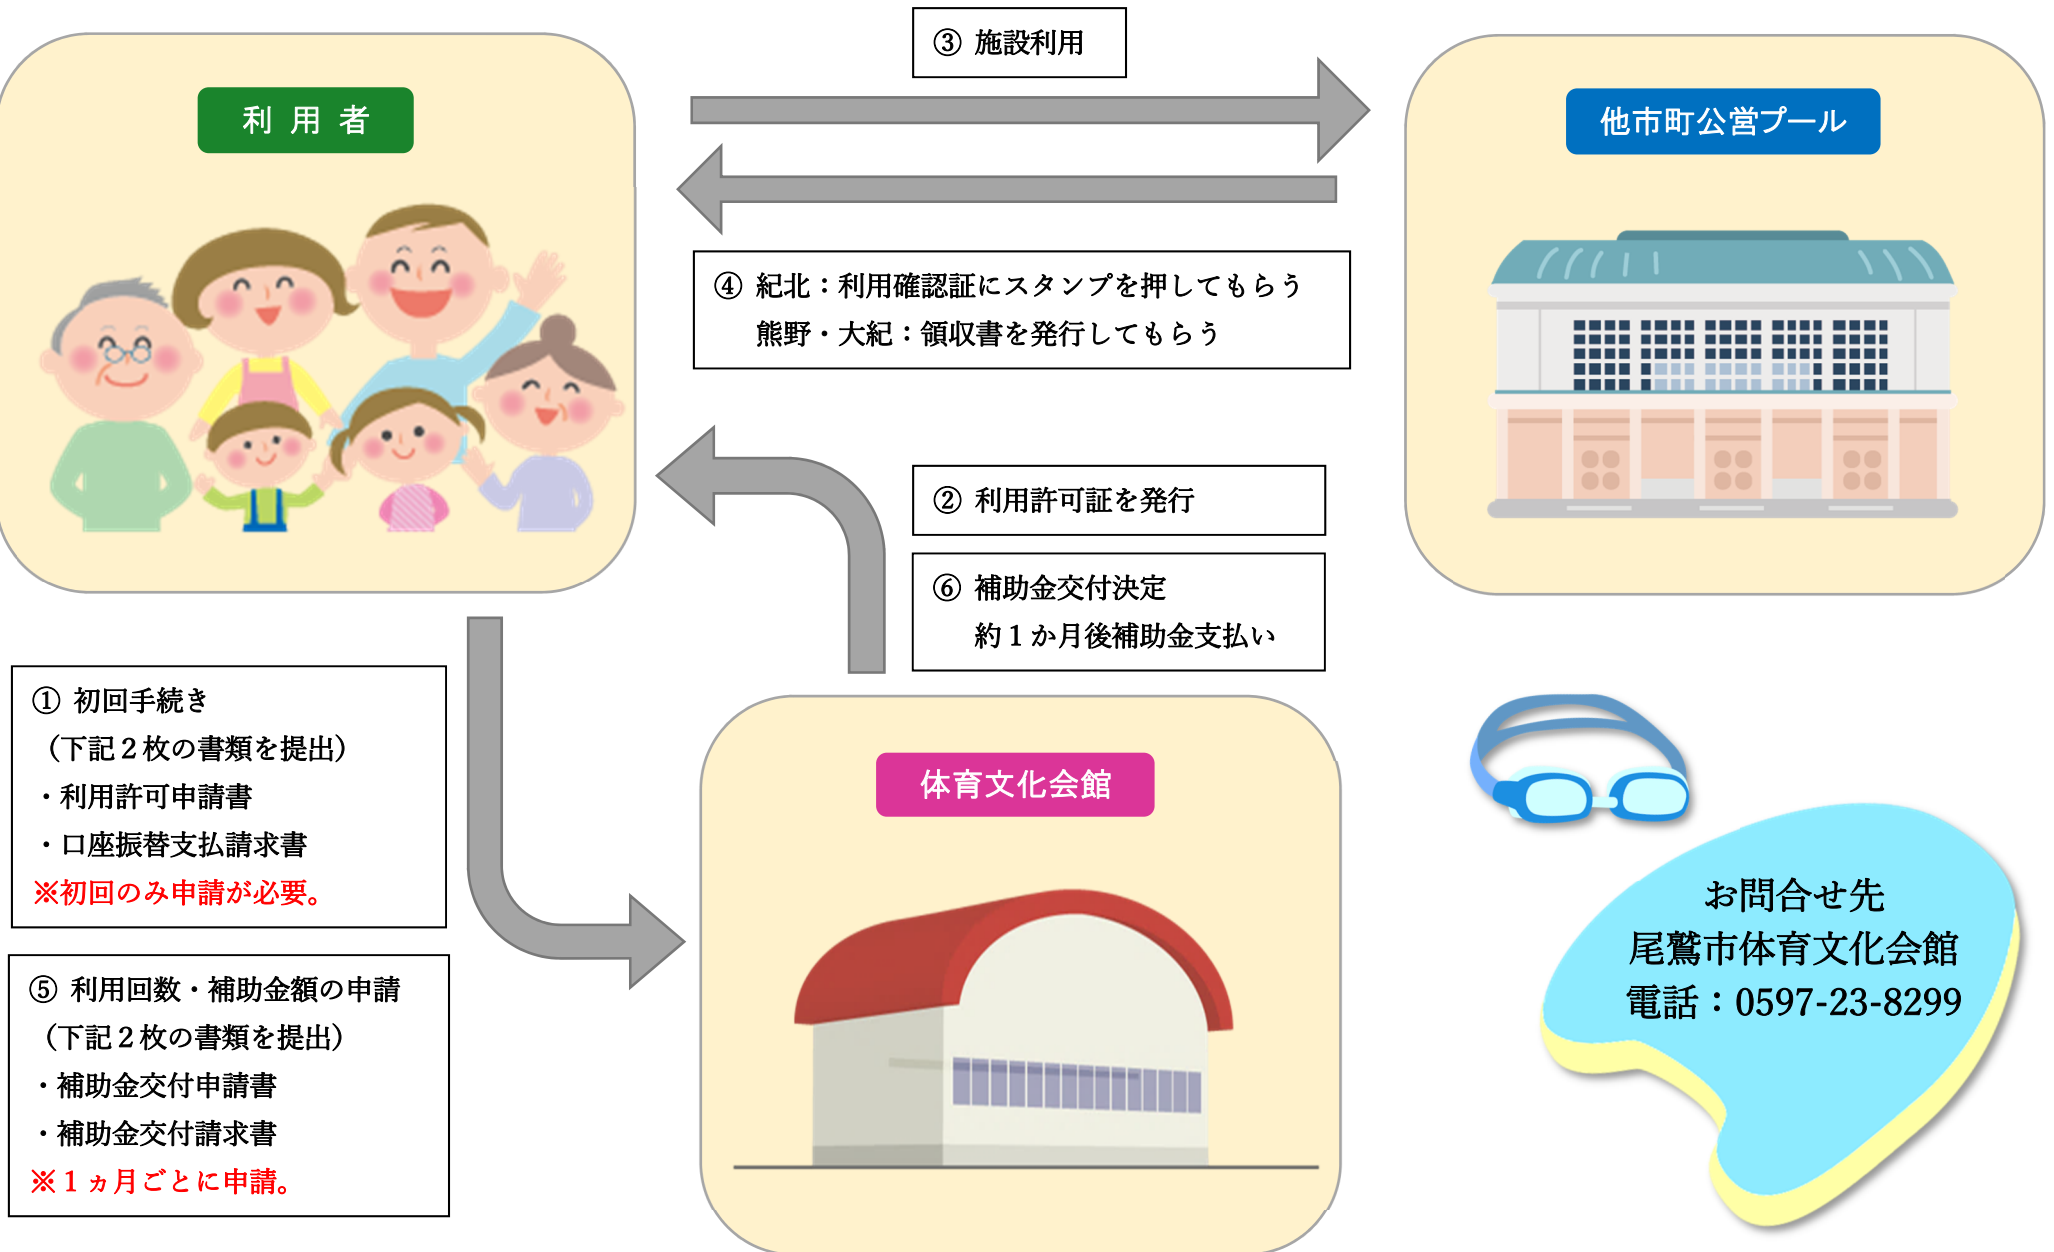 ③ 施設利用
利用者
他市町公営プール
④ 紀北：利用確認証にスタンプを押してもらう
熊野・大紀：領収書を発行してもらう
② 利用許可証を発行
⑥ 補助金交付決定
約１か月後補助金支払い
① 初回手続き
（下記２枚の書類を提出）
・利用許可申請書
・口座振替支払請求書
※初回のみ申請が必要。
体育文化会館
⑤ 利用回数・補助金額の申請
（下記２枚の書類を提出）
・補助金交付申請書
・補助金交付請求書
※１ヵ月ごとに申請。
お問合せ先
尾鷲市体育文化会館
電話：0597-23-8299